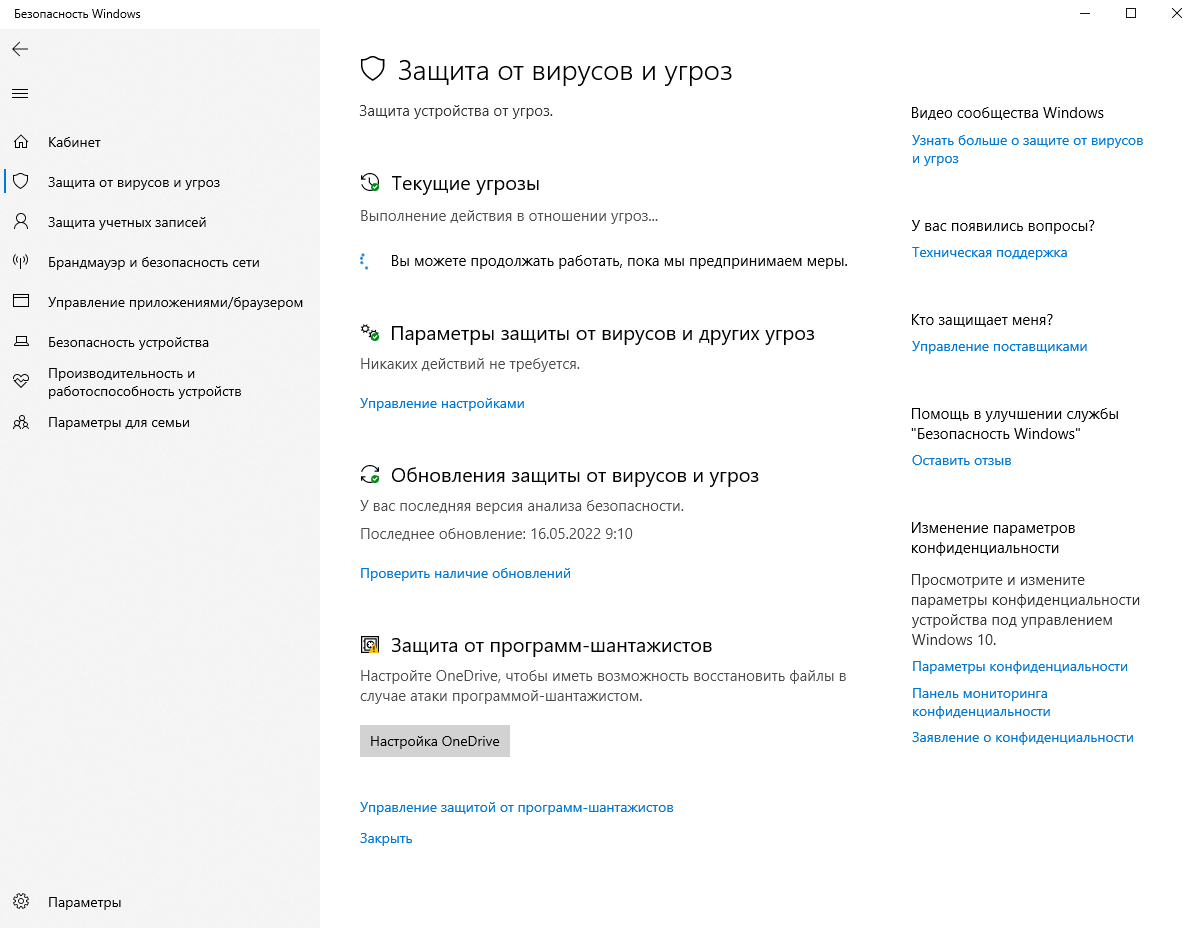 Безопасность Windows
Кабинет
Защита от вирусов и угроз
Защита учетных записей
Брандмауэр и безопасность сети
Управление приложениями/браузером
Безопасность устройства
Производительность и
работоспособность устройств
Параметры для семьи
Параметры
Защита от вирусов и угроз
Защита устройства от угроз.
Текущие угрозы
Выполнение действия в отношении угроз...
Вы можете продолжать работать, пока мы предпринимаем меры.
Параметры защиты от вирусов и других угроз
Никаких действий не требуется.
Управление настройками
Обновления защиты от вирусов и угроз
У вас последняя версия анализа безопасности.
Последнее обновление: 16.05.2022 9:10
Проверить наличие обновлений
Защита от программ-шантажистов
Настройте OneDrive, чтобы иметь возможность восстановить файлы в
случае атаки программой-шантажистом.
Настройка OneDrive
Управление защитой от программ-шантажистов
Закрыть
Видео сообщества Windows
Узнать больше о защите от вирусов
и угроз
У вас появились вопросы?
Техническая поддержка
Кто защищает меня?
Управление поставщиками
Помощь в улучшении службы
"Безопасность Windows"
Оставить отзыв
Изменение параметров
конфиденциальности
Просмотрите и измените
параметры конфиденциальности
устройства под управлением
Windows 10.
Параметры конфиденциальности
Панель мониторинга
конфиденциальности
Заявление о конфиденциальности